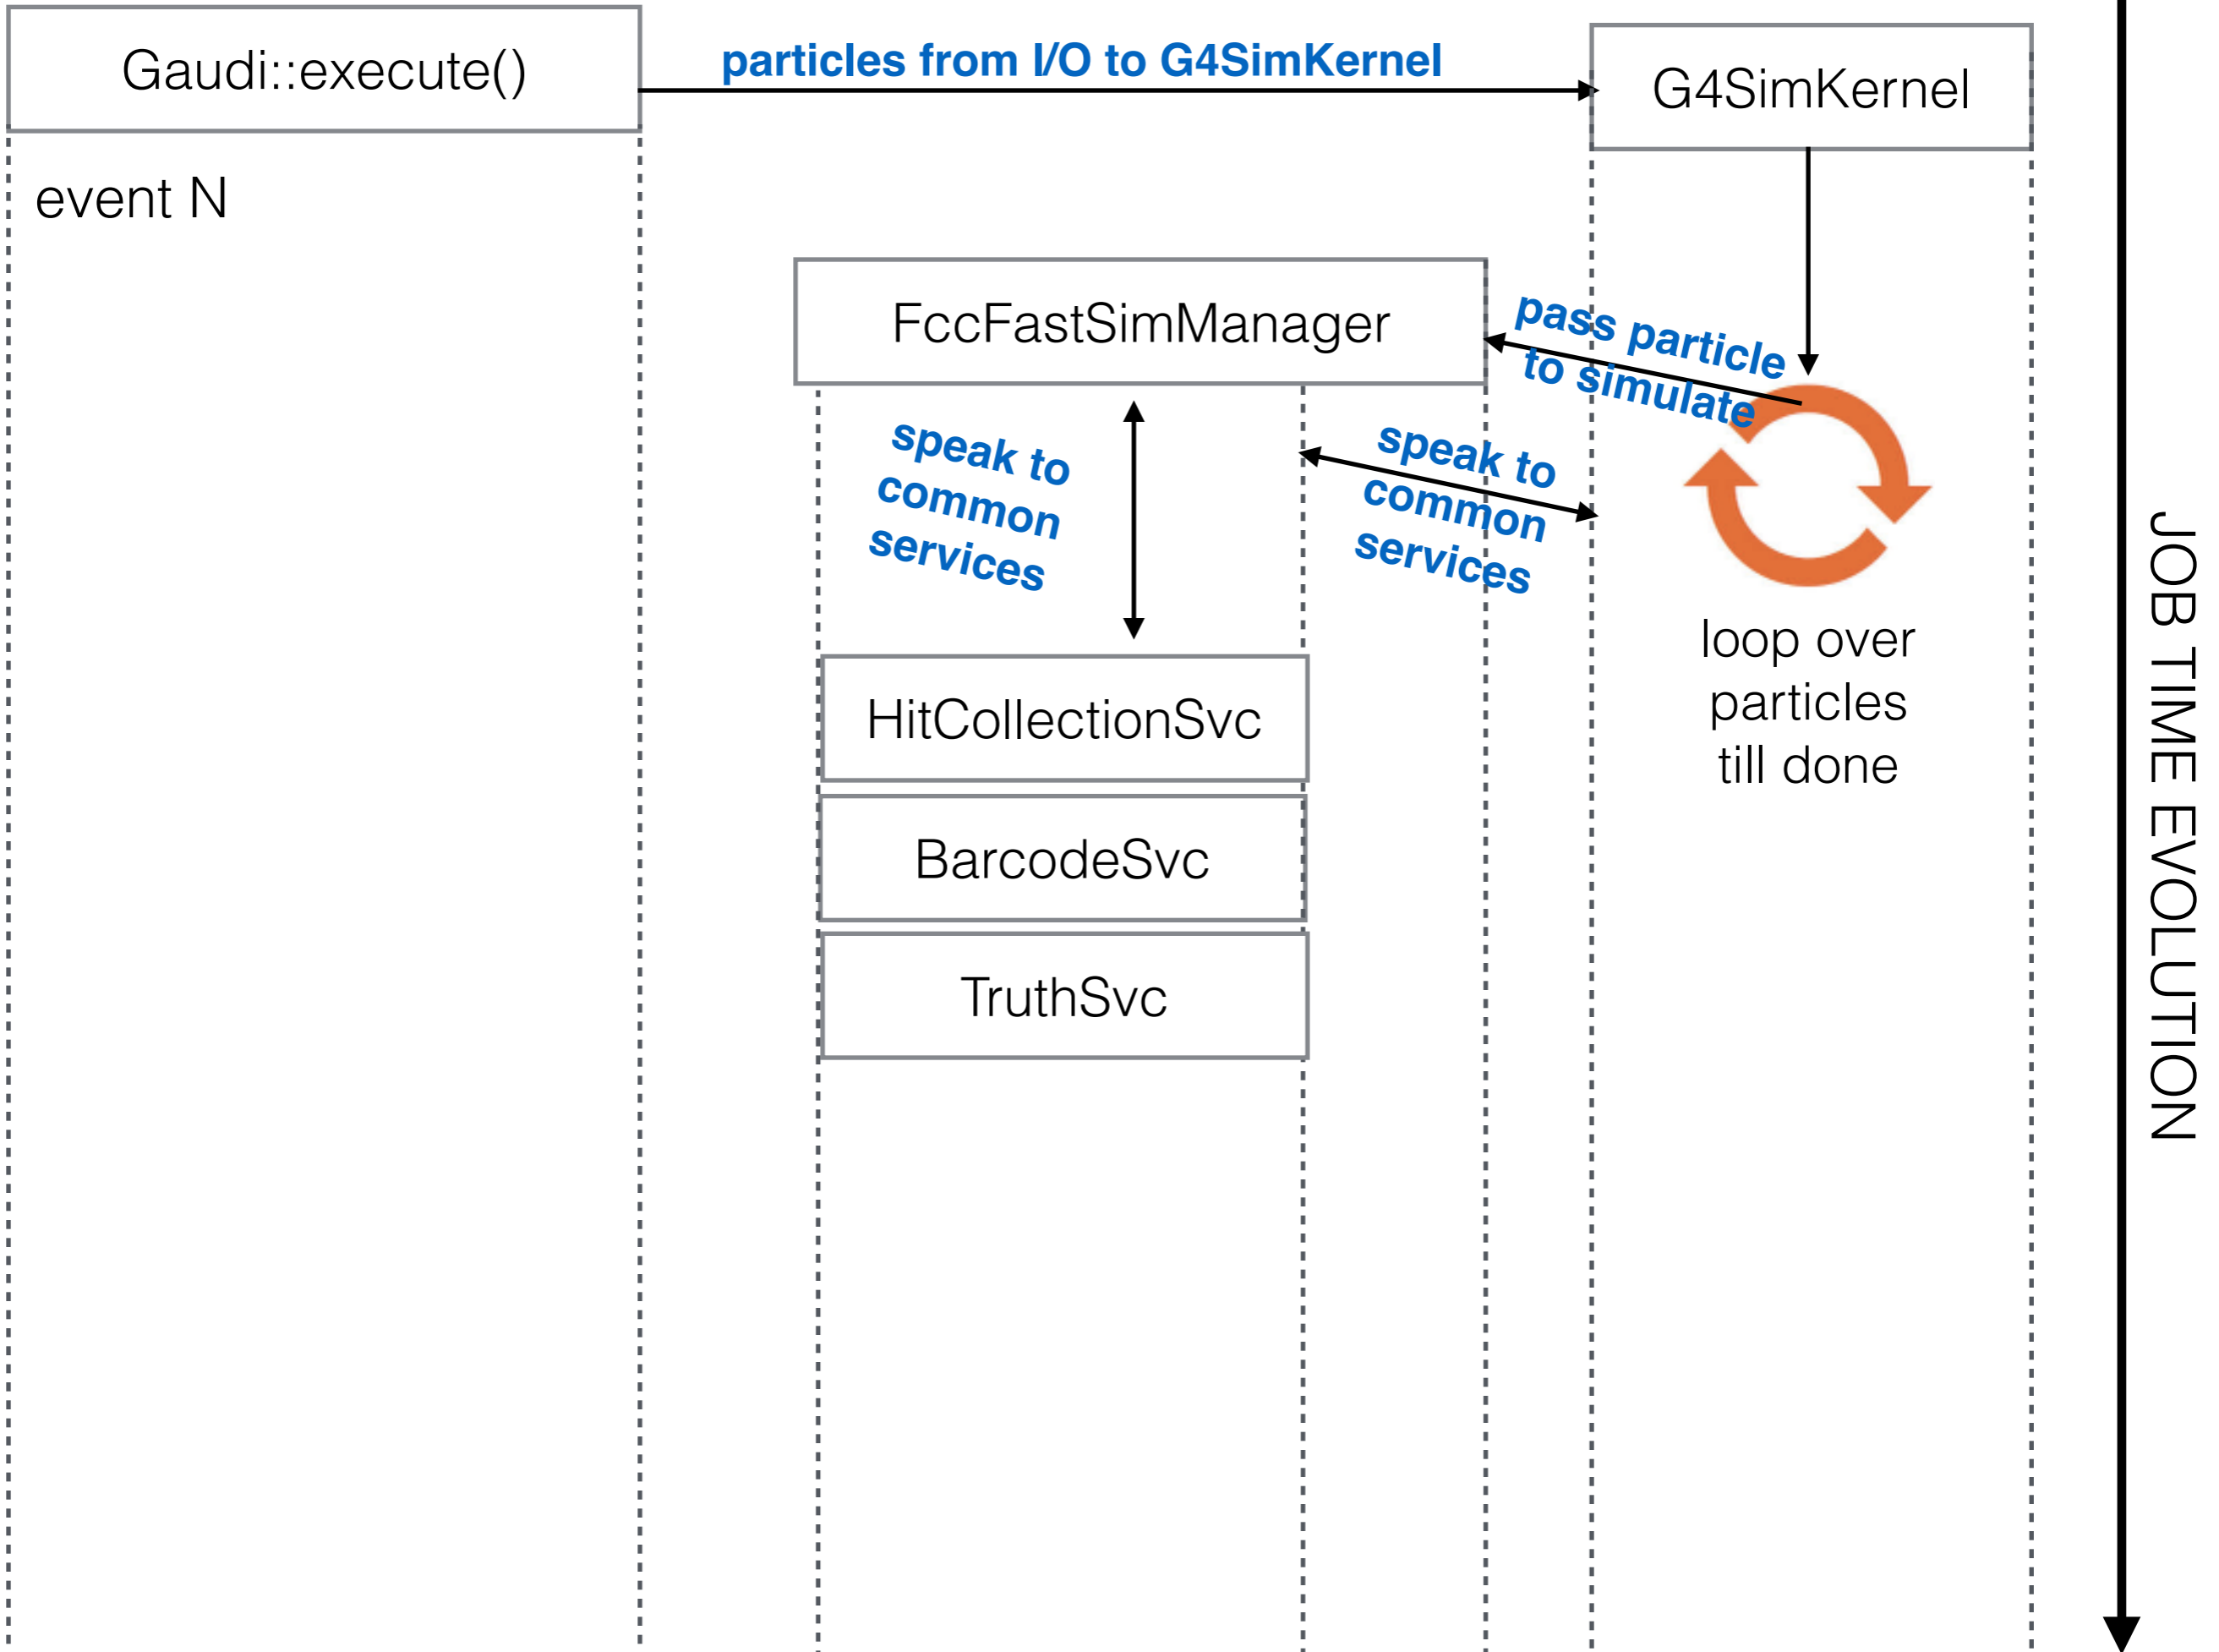 Gaudi::execute()
particles from I/O to G4SimKernel
G4SimKernel
event N
FccFastSimManager
pass particle
to simulate
speak to
common
services
speak to
common
services
loop over
particles
till done
HitCollectionSvc
BarcodeSvc
TruthSvc
JOB TIME EVOLUTION